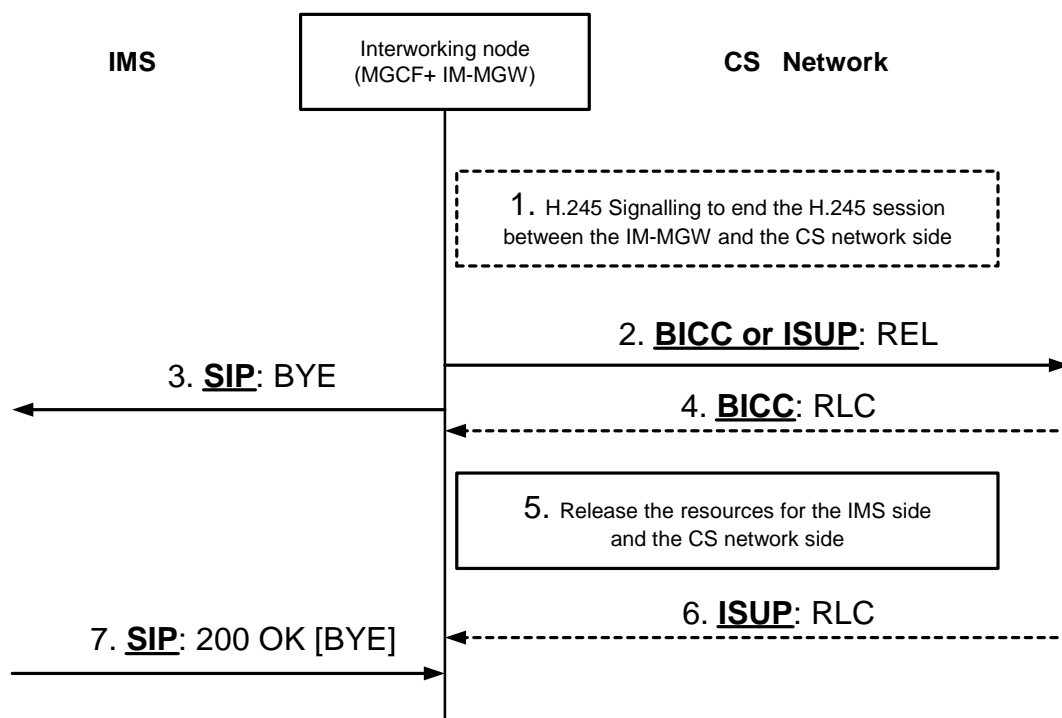 IMS
Interworking node
(MGCF+ IM-MGW)
CS Network
1. H.245 Signalling to end the H.245 session
between the IM-MGW and the CS network side
2. BICC or ISUP: REL
3. SIP: BYE
4. BICC: RLC
5. Release the resources for the IMS side
and the CS network side
6. ISUP: RLC
7. SIP: 200 OK [BYE]